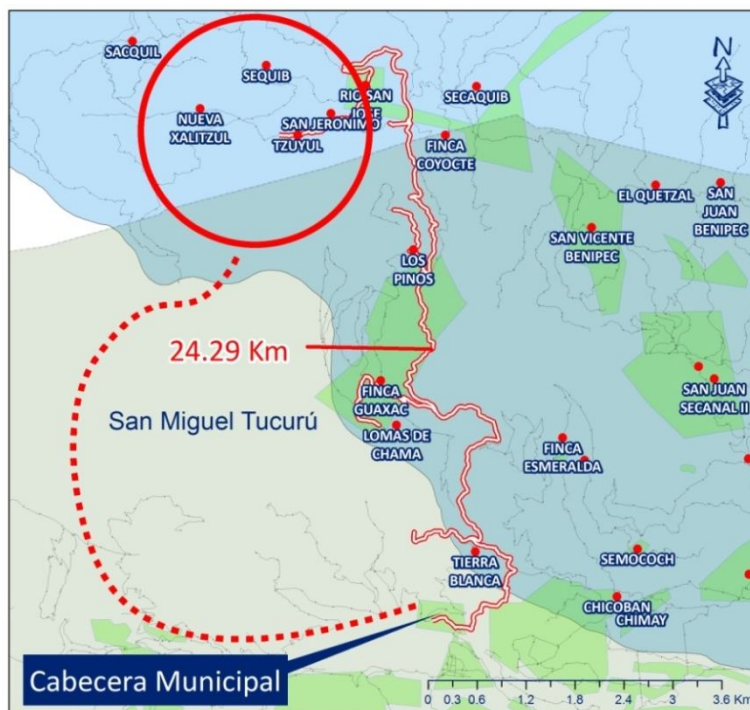 N
SACQUIL
SEQUIB
RIO SAN
JOSE
SECAQUIB
NUEVA
XALITZUL
SAN JERONIMO
TZUYUL
FINCA
COYOCTE
EL QUETZAL
SAN
JUAN
BENIPEC
SAN VICENTE
BENIPEC
LOS
PINOS
24.29 Km
FINCA
GUAXAC
SAN JUAN
SECANAL II
San Miguel Tucurú
LOMAS DE
CHAMA
FINCA
ESMERALDA
TIERRA
BLANCA
SEMOCOCH
CHICOBAN
CHIMAY
Cabecera Municipal
0 0.3 0.6 1.2 1.8 2.4 3 3.6 Km